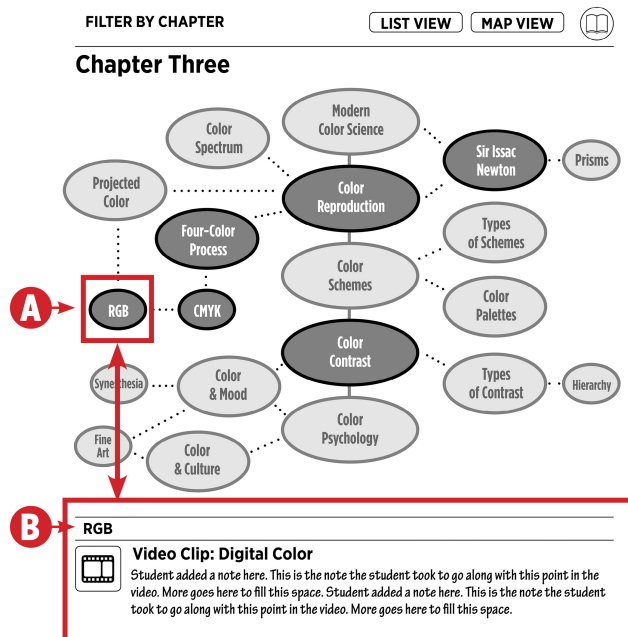 FILTER BY CHAPTER
LIST VIEW
MAP VIEW
Chapter Three
Modern
Color Science
Color
Spectrum
Sir Issac
Newton
Prisms
Projected
Color
Color
Reproduction
Four-Color
Process
Types
of Schemes
Color
Schemes
A
RGB
CMYK
Color
Palettes
Color
Contrast
Synesthesia
Color
& Mood
Types
of Contrast
Hierarchy
Fine
Art
Color
& Culture
Color
Psychology
B
RGB
Video Clip: Digital Color
Student added a note here. This is the note the student took to go along with this point in the
video. More goes here to fill this space. Student added a note here. This is the note the student
took to go along with this point in the video. More goes here to fill this space.